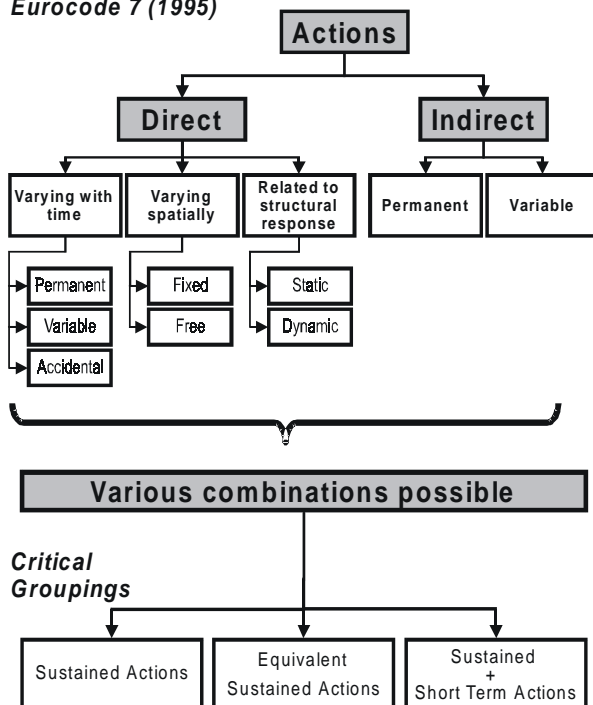 Eurocode 7 (1995)
Actions
Direct
Indirect
Varying with
time
Varying
spatially
Related to
structural
response
Permanent
Variable
Permanent
Variable
Accidental
Fixed
Free
Static
Dynamic
Various combinations possible
Critical
Groupings
Sustained Actions
Equivalent
Sustained Actions
Sustained
+
Short Term Actions